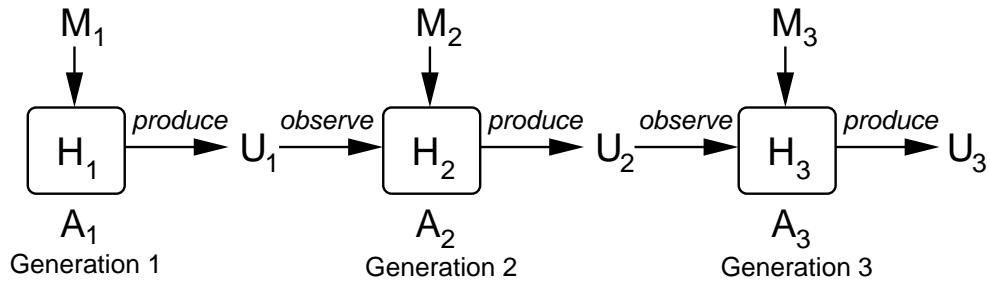 M1 M2 M3
produce observe produce observe produce
H1 U1 H2 U2 H3 U3
A1 A2 A3
Generation 1 Generation 2 Generation 3